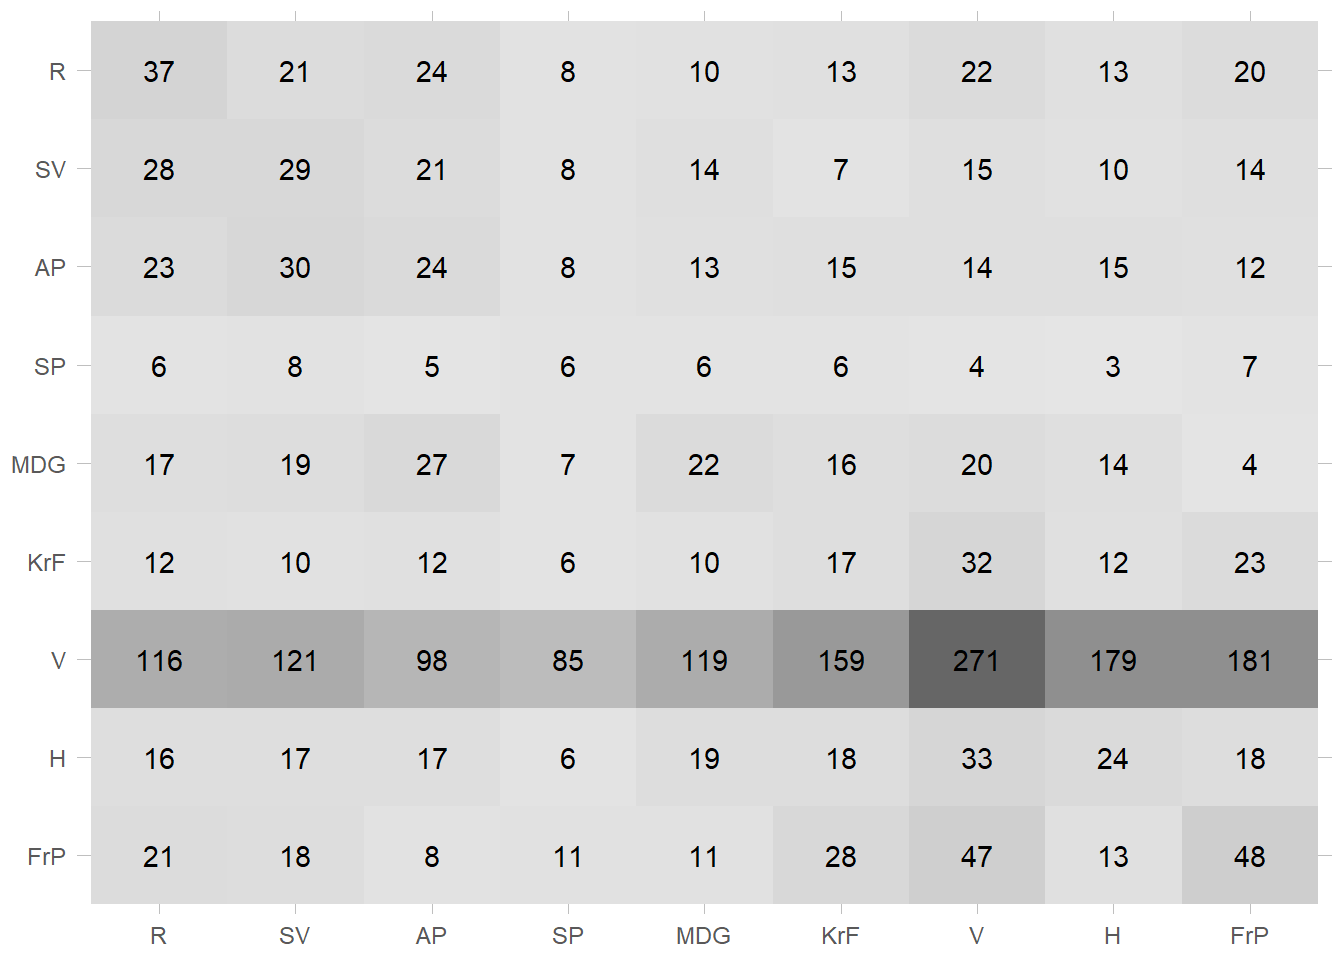 R 37 21 24 8 10 13 22 13 20
SV 28 29 21 8 14 7 15 10 14
AP 23 30 24 8 13 15 14 15 12
SP 6 8 5 6 6 6 4 3 7
MDG 17 19 27 7 22 16 20 14 4
KrF 12 10 12 6 10 17 32 12 23
V 116 121 98 85 119 159 271 179 181
H 16 17 17 6 19 18 33 24 18
FrP 21 18 8 11 11 28 47 13 48
R SV AP SP MDG KrF V H FrP